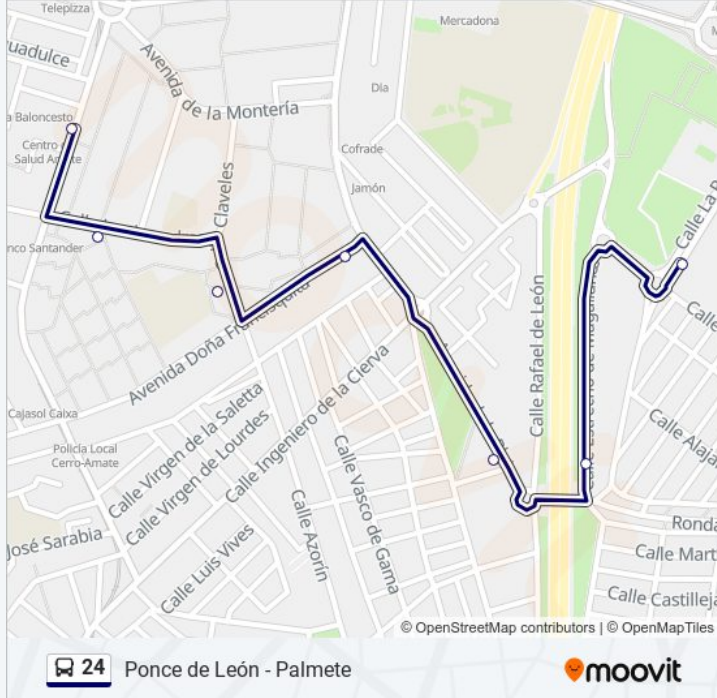 Telepizza
Mercadona
uadulce
Avenida de la Montería
Dia
a Baloncesto
Centro
Salud A
Cofrade
Claveles
Jamón
Calle La
nco Santander
Calle Rafael de León
Calle
Avenida Doña Francisquita
Calle Ingeniero de la Cierva
Cajasol Caixa
Calle Virgen de la Saletta
Calle Alaja
Policía Local
Cerro-Amate
Calle Virgen de Lourdes
Calle Vasco de Gama
Calle Azorín
José Sarabia
Ronda
Calle Luis Vives
Calle Mart
Calle Castilleja
© OpenStreetMap contributors | © OpenMapTiles
24 Ponce de León - Palmete
moovit